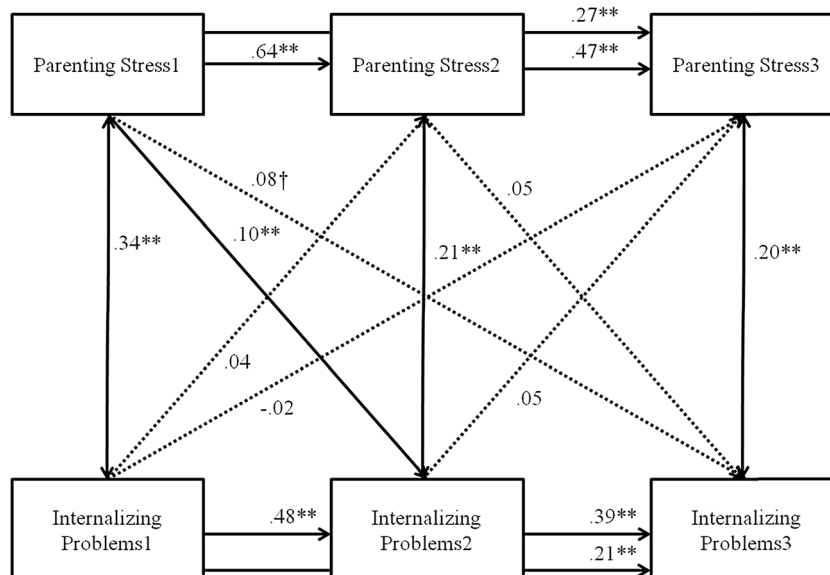 .27**
.64**
.47**
Parenting Stress1
Parenting Stress2
Parenting Stress3
.08†
.05
.34**
.10**
.21**
.20**
.04
-.02
.05
Internalizing
Problems1
Internalizing
Problems2
Internalizing
Problems3
.48**
.39**
.21**